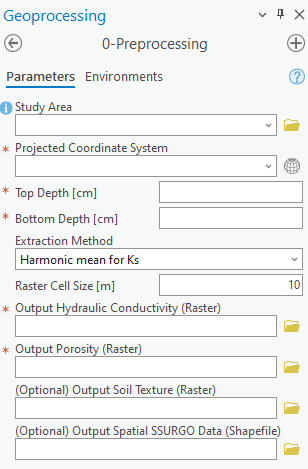 Geoprocessing
0-Preprocessing
Parameters Environments
Study Area
* Projected Coordinate System
* Top Depth [cm]
* Bottom Depth [cm]
Extraction Method
Harmonic mean for Ks
Raster Cell Size [m] 10
* Output Hydraulic Conductivity (Raster)
* Output Porosity (Raster)
(Optional) Output Soil Texture (Raster)
(Optional) Output Spatial SSURGO Data (Shapefile)